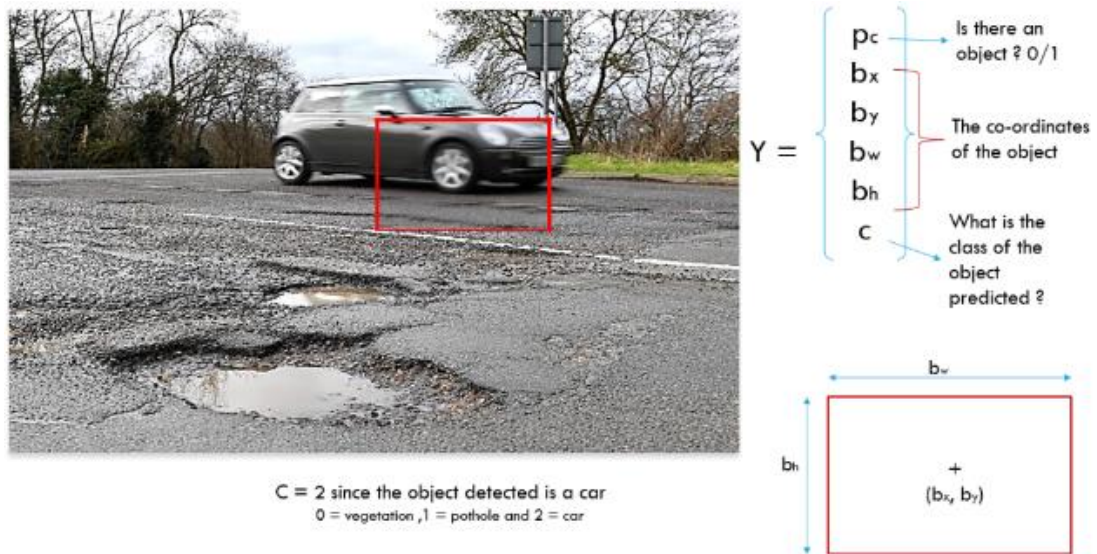 pc
Is there an
object ? 0/1
bx
by
Y =
The co-ordinates
of the object
bw
bh
c
What is the
class of the
object
predicted ?
bw
bh
+
(bx, by)
C = 2 since the object detected is a car
0 = vegetation ,1 = pothole and 2 = car